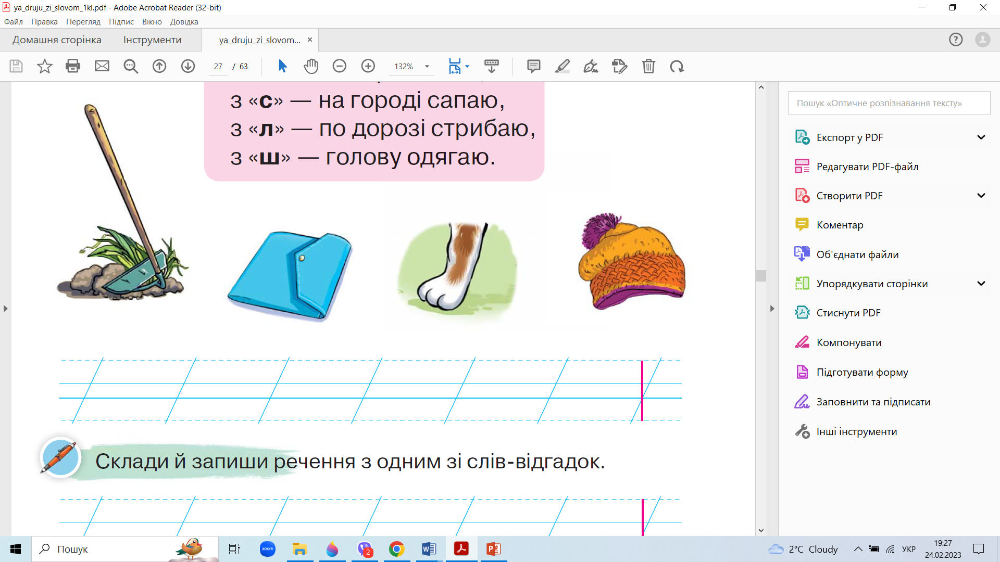 ya_druju_zi_slovom_1kl.pdf - Adobe Acrobat Reader (32-bit)
Файл Правка Перегляд Підпис Вікно Довідка
Домашня сторінка Інструменти ya_druju_zi_slovom... ×
27 / 63 132%
з «с» — на городі сапаю,
з «л» — по дорозі стрибаю,
з «ш» — голову одягаю.
Склади й запиши речення з одним зі слів-відгадок.
Пошук «Оптичне розпізнавання тексту»
Експорт у PDF
Редагувати PDF-файл
Створити PDF
Коментар
Об'єднати файли
Упорядкувати сторінки
Стиснути PDF
Компонувати
Підготувати форму
Заповнити та підписати
Інші інструменти
Пошук
zoom
2
2°C Cloudy
УКР
19:27
24.02.2023